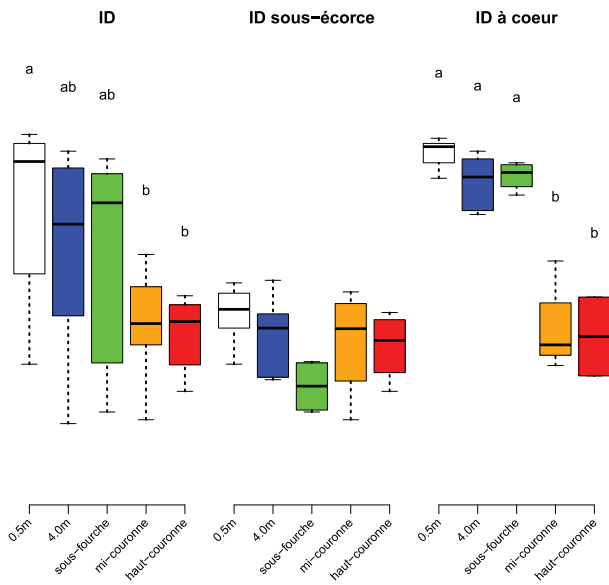 ID
ID sous−écorce
ID à coeur
a
ab
ab
b
b
a
a
a
b
b
0.5m
4.0m
sous−fourche
mi−couronne
haut−couronne
0.5m
4.0m
sous−fourche
mi−couronne
haut−couronne
0.5m
4.0m
sous−fourche
mi−couronne
haut−couronne